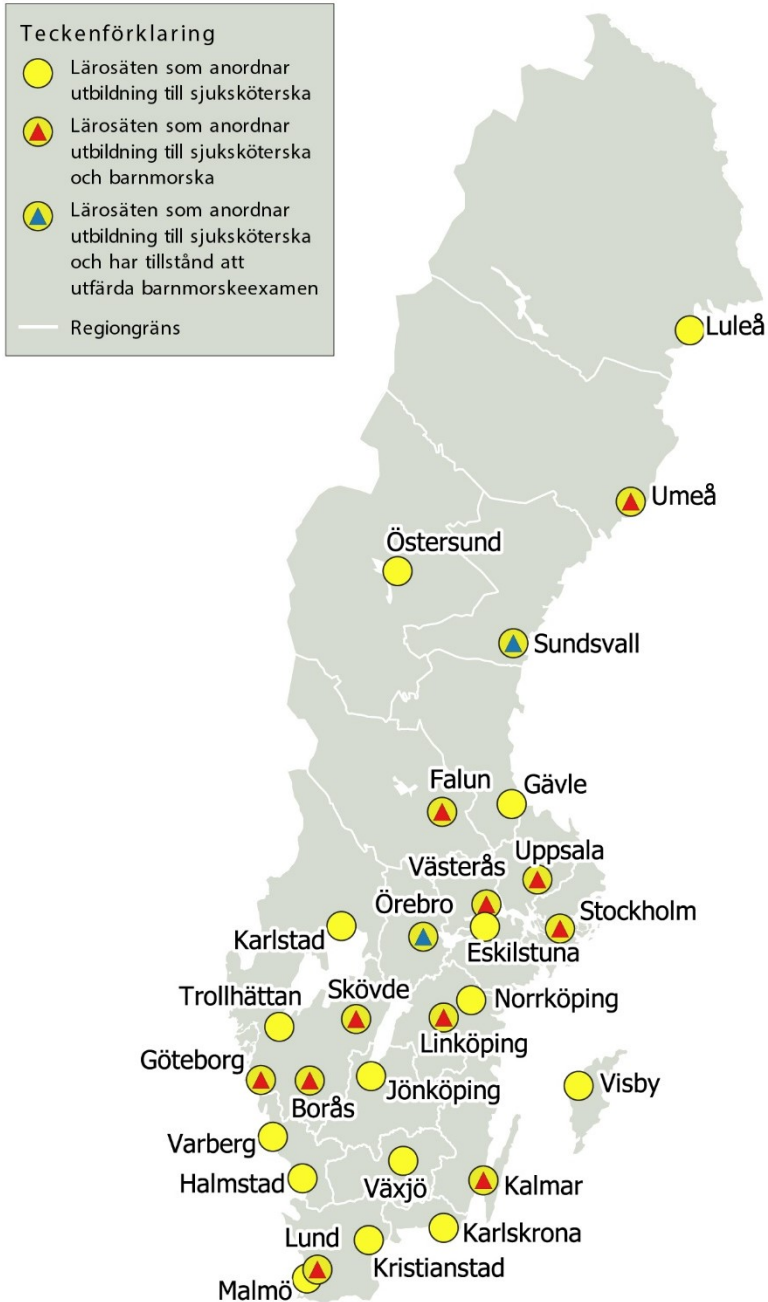 Teckenförklaring
Lärosäten som anordnar
utbildning till sjuksköterska
Lärosäten som anordnar
utbildning till sjuksköterska
och barnmorska
Lärosäten som anordnar
utbildning till sjuksköterska
och har tillstånd att
utfärda barnmorskeexamen
Regiongräns
Luleå
Umeå
Östersund
Sundsvall
Falun
Gävle
Uppsala
Västerås
Örebro
Stockholm
Karlstad
Eskilstuna
Skövde
Norrköping
Trollhättan
Linköping
Göteborg
Jönköping
Visby
Borås
Varberg
Halmstad
Växjö
Kalmar
Lund
Karlskrona
Kristianstad
Malmö